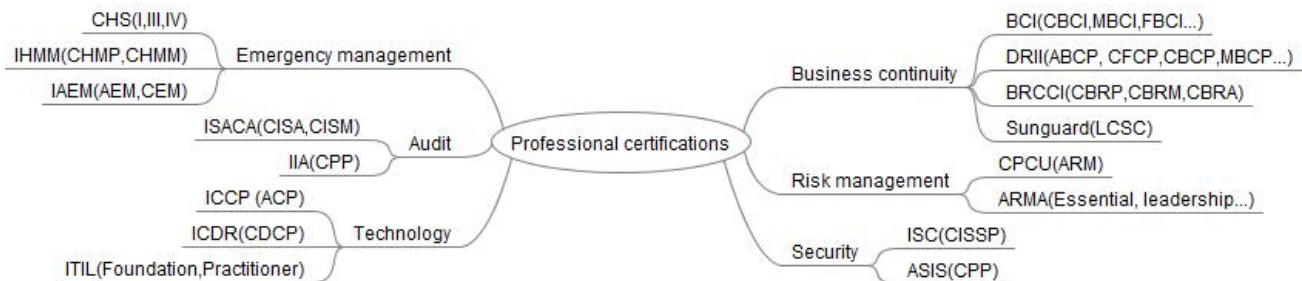 CHS(I,III,IV)
IHMM(CHMP,CHMM)
IAEM(AEM,CEM)
Emergency management
ISACA(CISA,CISM)
IIA(CPP)
Audit
ICCP (ACP)
ICDR(CDCP)
ITIL(Foundation,Practitioner)
Technology
Professional certifications
Business continuity
BCI(CBCI,MBCI,FBCI...)
DRII(ABCP, CFCP,CBCP,MBCP...)
BRCCI(CBRP,CBRM,CBRA)
Sunguard(LCSC)
Risk management
CPCU(ARM)
ARMA(Essential, leadership...)
Security
ISC(CISSP)
ASIS(CPP)